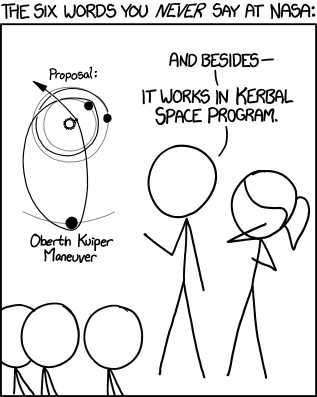 THE SIX WORDS YOU NEVER SAY AT NASA:
Proposal:
AND BESIDES—
IT WORKS IN KERBAL
SPACE PROGRAM.
Oberth Kuiper
Maneuver